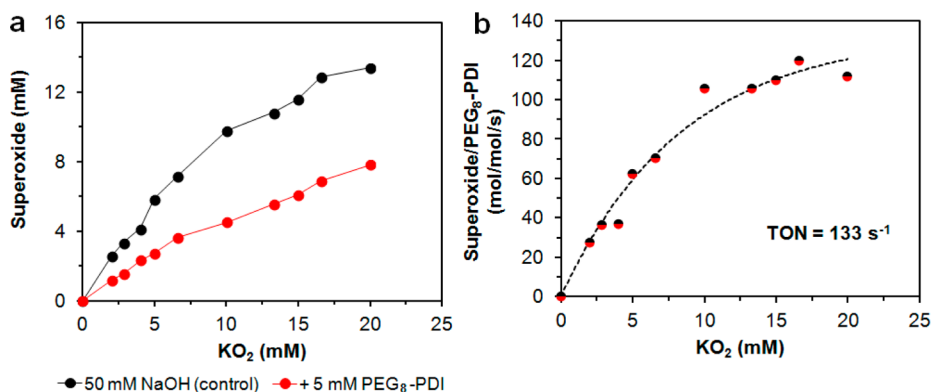 a
Superoxide (mM)
16
12
8
4
0
0 5 10 15 20 25
KO₂ (mM)
50 mM NaOH (control) + 5 mM PEG₈-PDI
b
Superoxide/PEG₈-PDI
(mol/mol/s)
140
120
100
80
60
40
20
0
TON = 133 s⁻¹
0 5 10 15 20 25
KO₂ (mM)